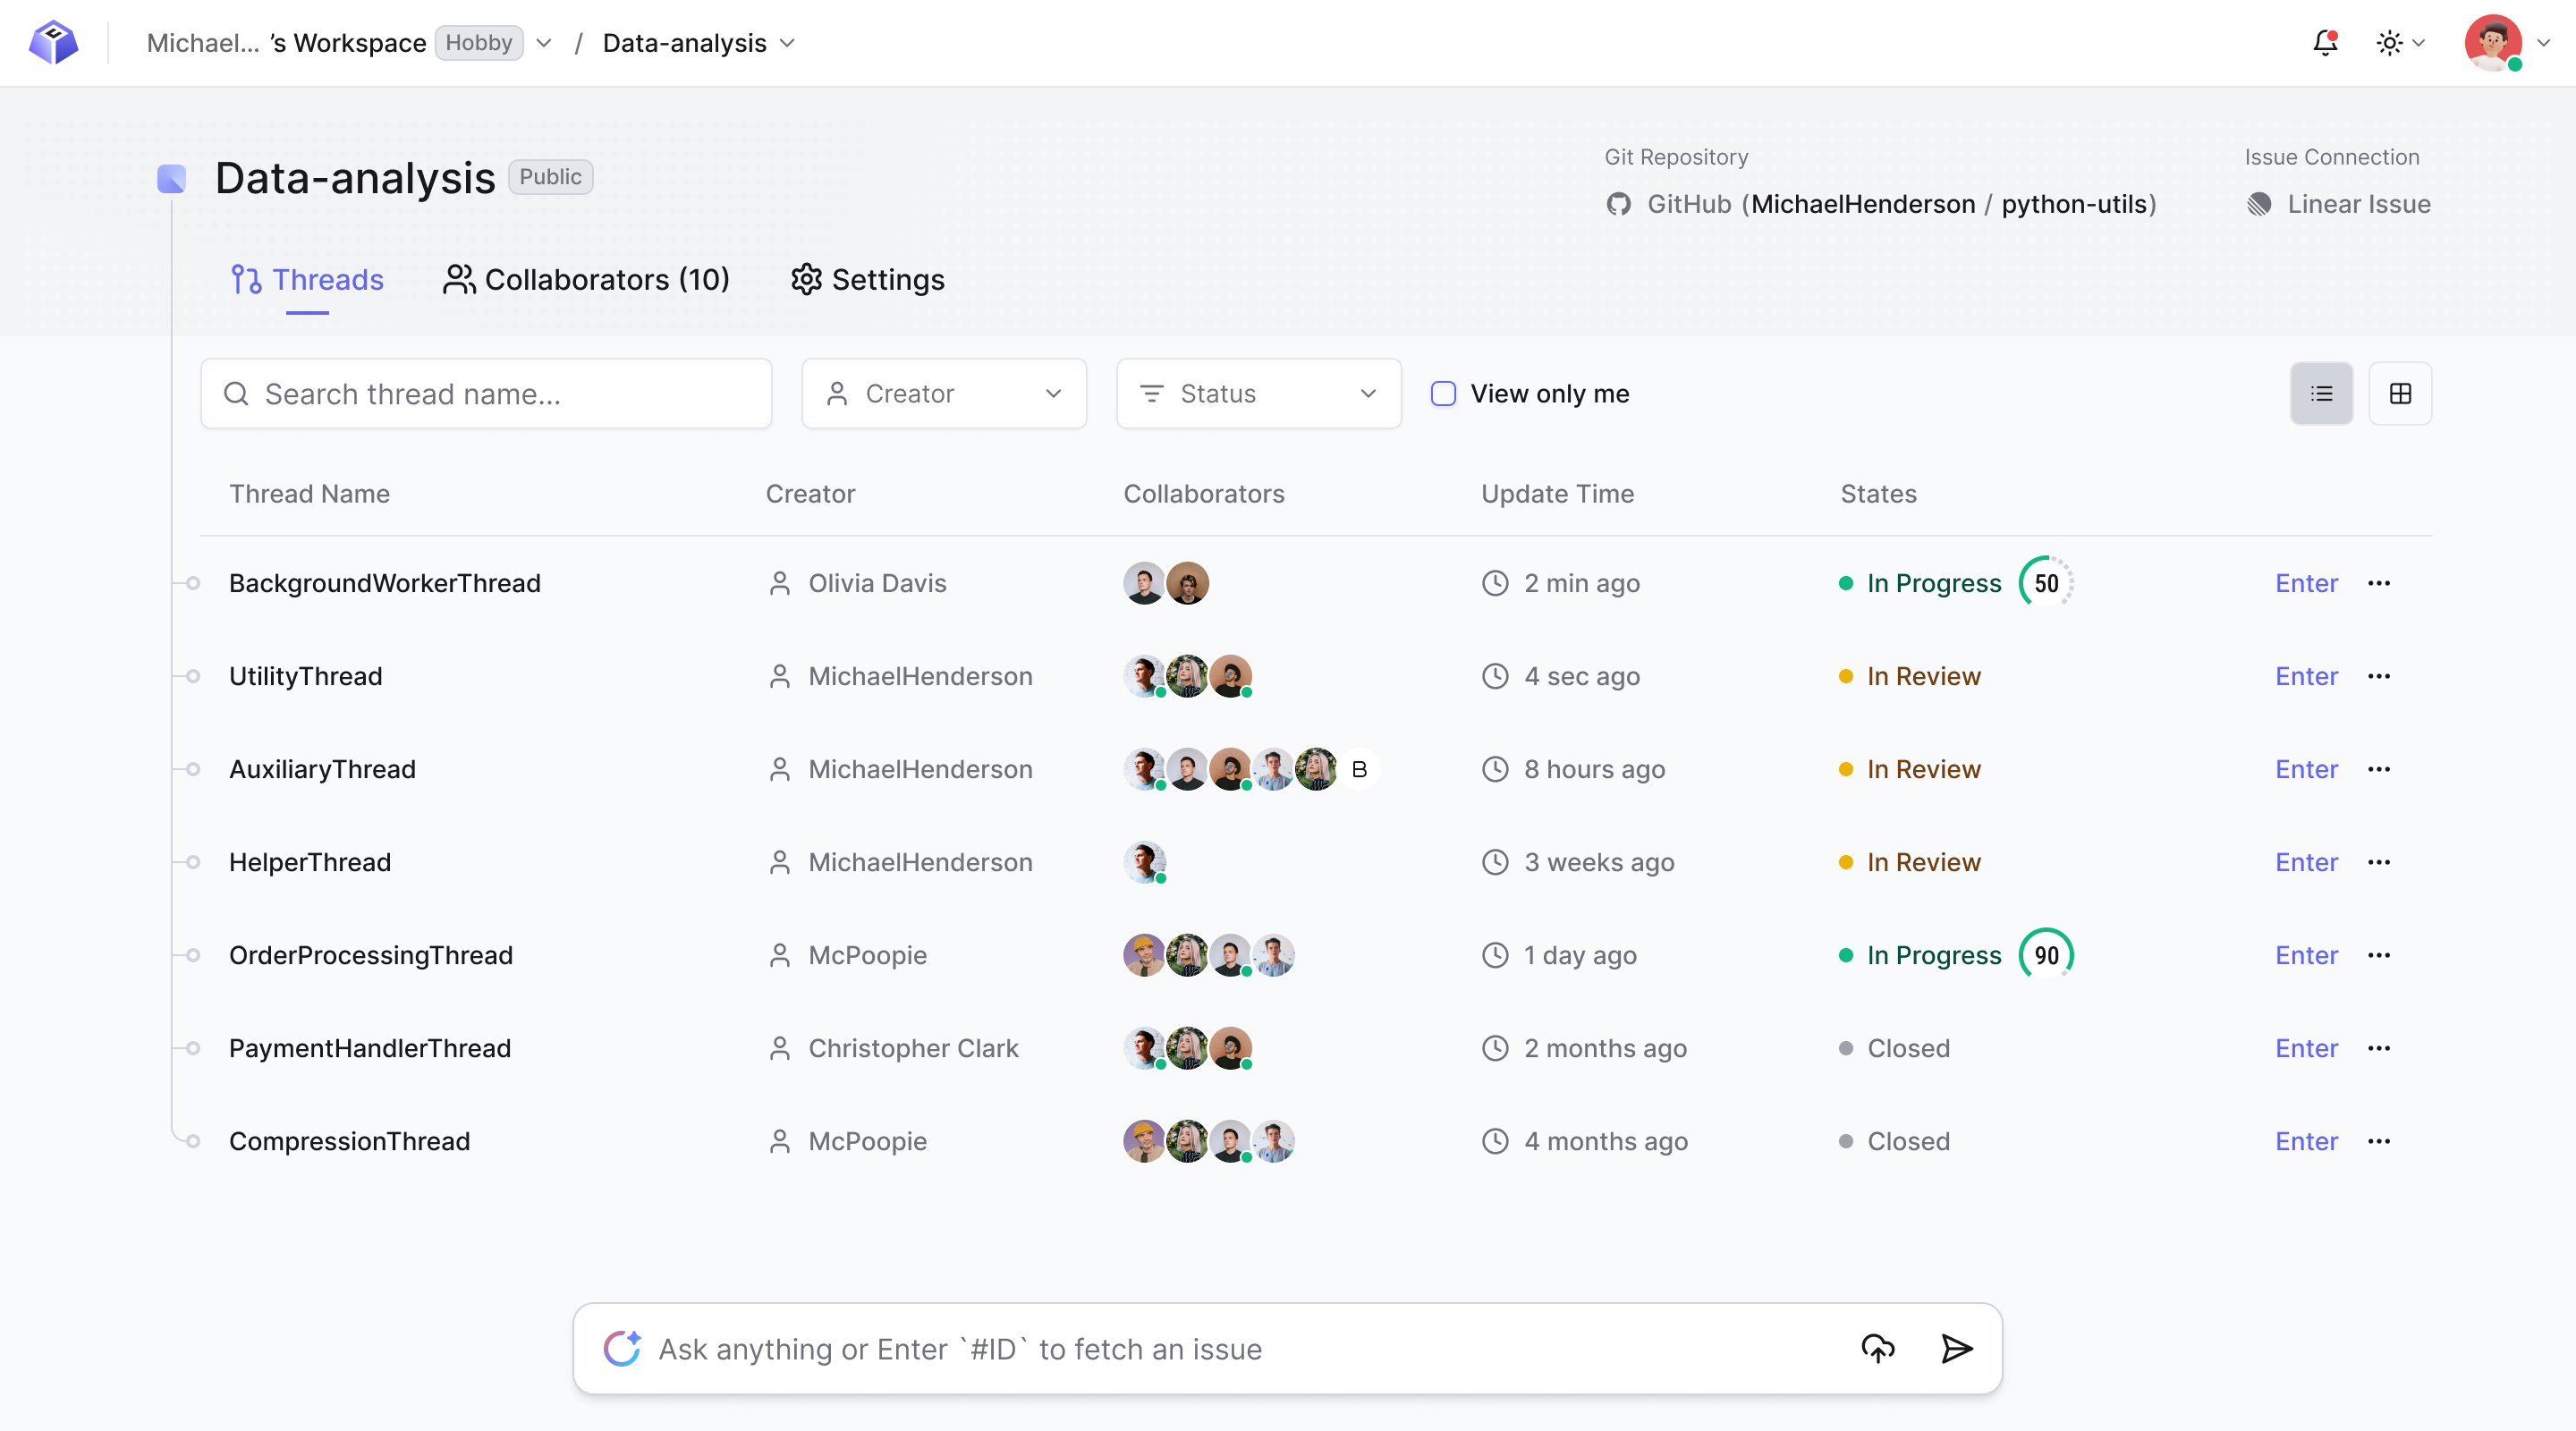 Michael... 's Workspace Hobby / Data-analysis
Data-analysis Public
Git Repository
GitHub (MichaelHenderson / python-utils)
Issue Connection
Linear Issue
Threads Collaborators (10) Settings
Search thread name... Creator Status View only me
Thread Name Creator Collaborators Update Time States
BackgroundWorkerThread Olivia Davis 2 min ago In Progress 50 Enter
UtilityThread MichaelHenderson 4 sec ago In Review Enter
AuxiliaryThread MichaelHenderson B 8 hours ago In Review Enter
HelperThread MichaelHenderson 3 weeks ago In Review Enter
OrderProcessingThread McPoopie 1 day ago In Progress 90 Enter
PaymentHandlerThread Christopher Clark 2 months ago Closed Enter
CompressionThread McPoopie 4 months ago Closed Enter
Ask anything or Enter `#ID` to fetch an issue